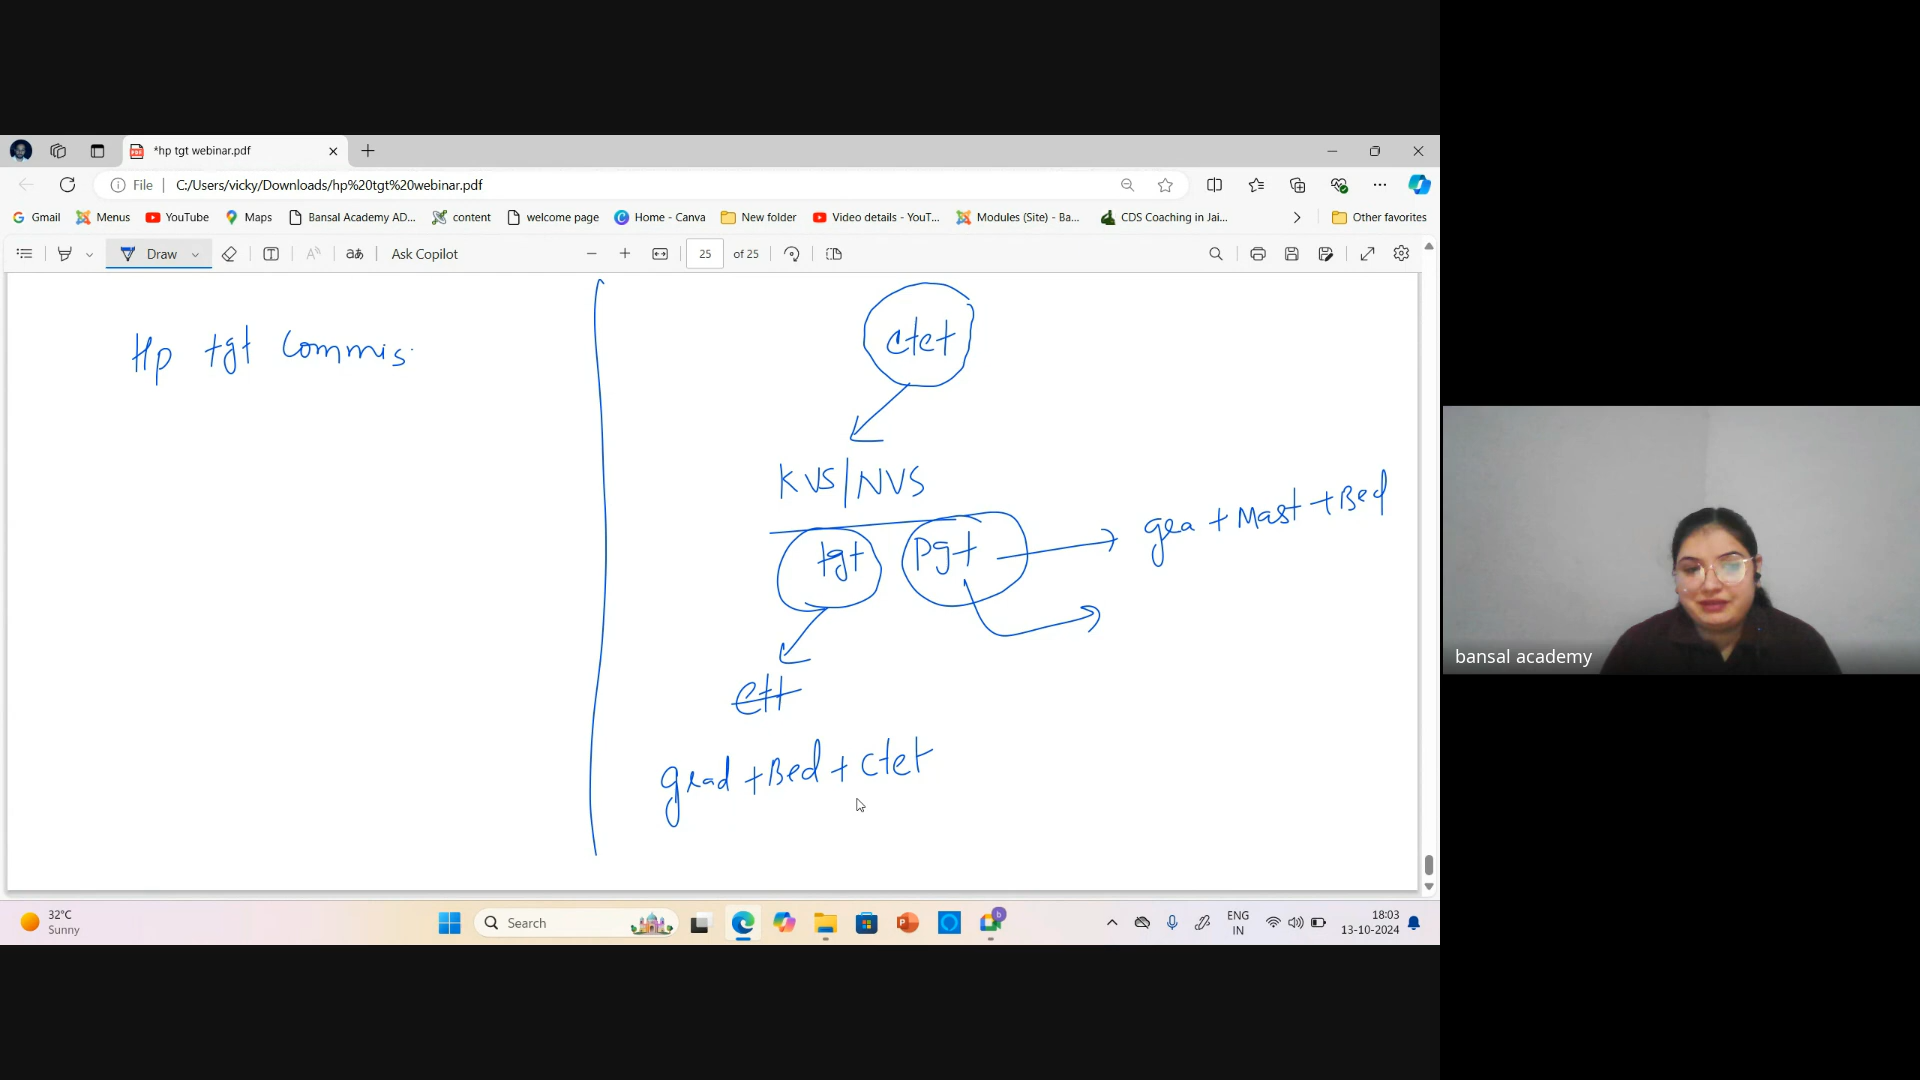 *hp tgt webinar.pdf
File C:/Users/vicky/Downloads/hp%20tgt%20webinar.pdf
Gmail Menus YouTube Maps Bansal Academy AD... content welcome page Home - Canva New folder Video details - YouT... Modules (Site) - Ba... CDS Coaching in Jai... Other favorites
Draw Ask Copilot 25 of 25
Hp tgt Commis.
Ctet
KVS/NVS
tgt pgt
gra + Mast + Bed
Ett
grad + Bed + Ctet
bansal academy
32°C
Sunny
Search
ENG
IN
18:03
13-10-2024